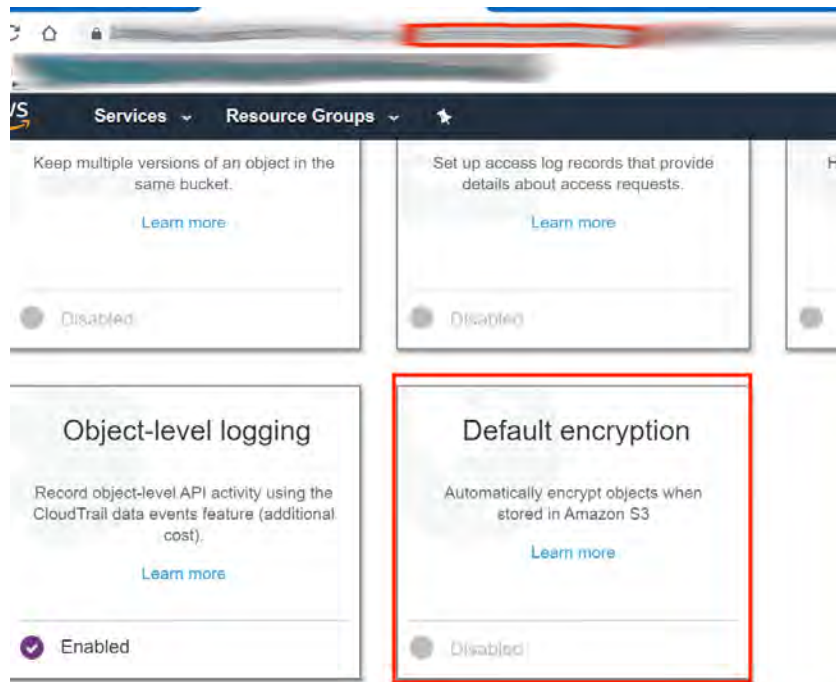 Services Resource Groups
Keep multiple versions of an object in the
same bucket.
Learn more
Disabled
Set up access log records that provide
details about access requests.
Learn more
Disabled
Object-level logging
Record object-level API activity using the
CloudTrail data events feature (additional
cost).
Learn more
Enabled
Default encryption
Automatically encrypt objects when
stored in Amazon S3
Learn more
Disabled